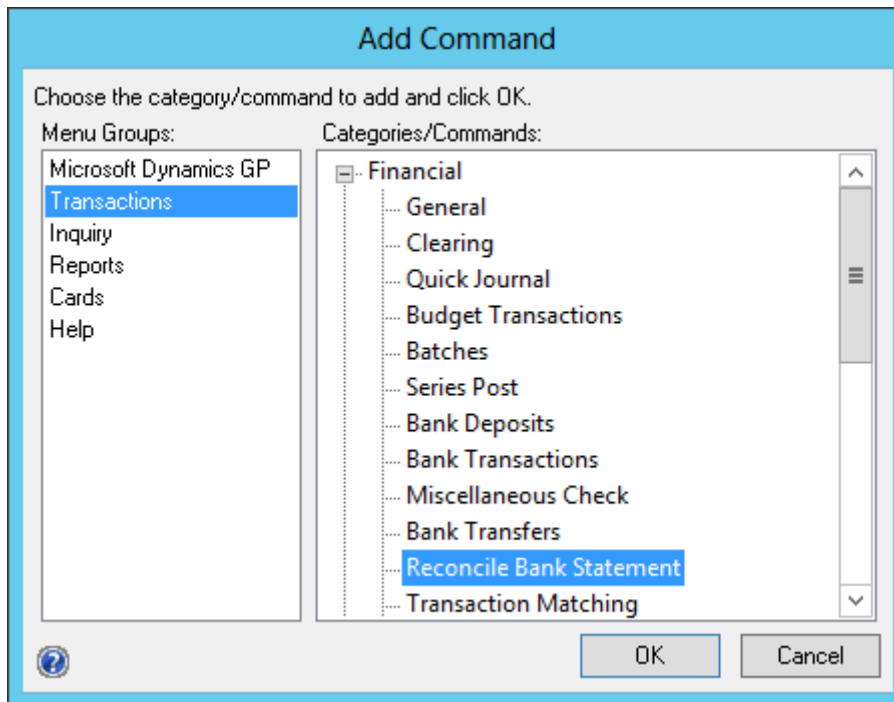 Add Command
Choose the category/command to add and click OK.
Menu Groups:
Categories/Commands:
Microsoft Dynamics GP
Transactions
Inquiry
Reports
Cards
Help
Financial
General
Clearing
Quick Journal
Budget Transactions
Batches
Series Post
Bank Deposits
Bank Transactions
Miscellaneous Check
Bank Transfers
Reconcile Bank Statement
Transaction Matching
?
OK
Cancel